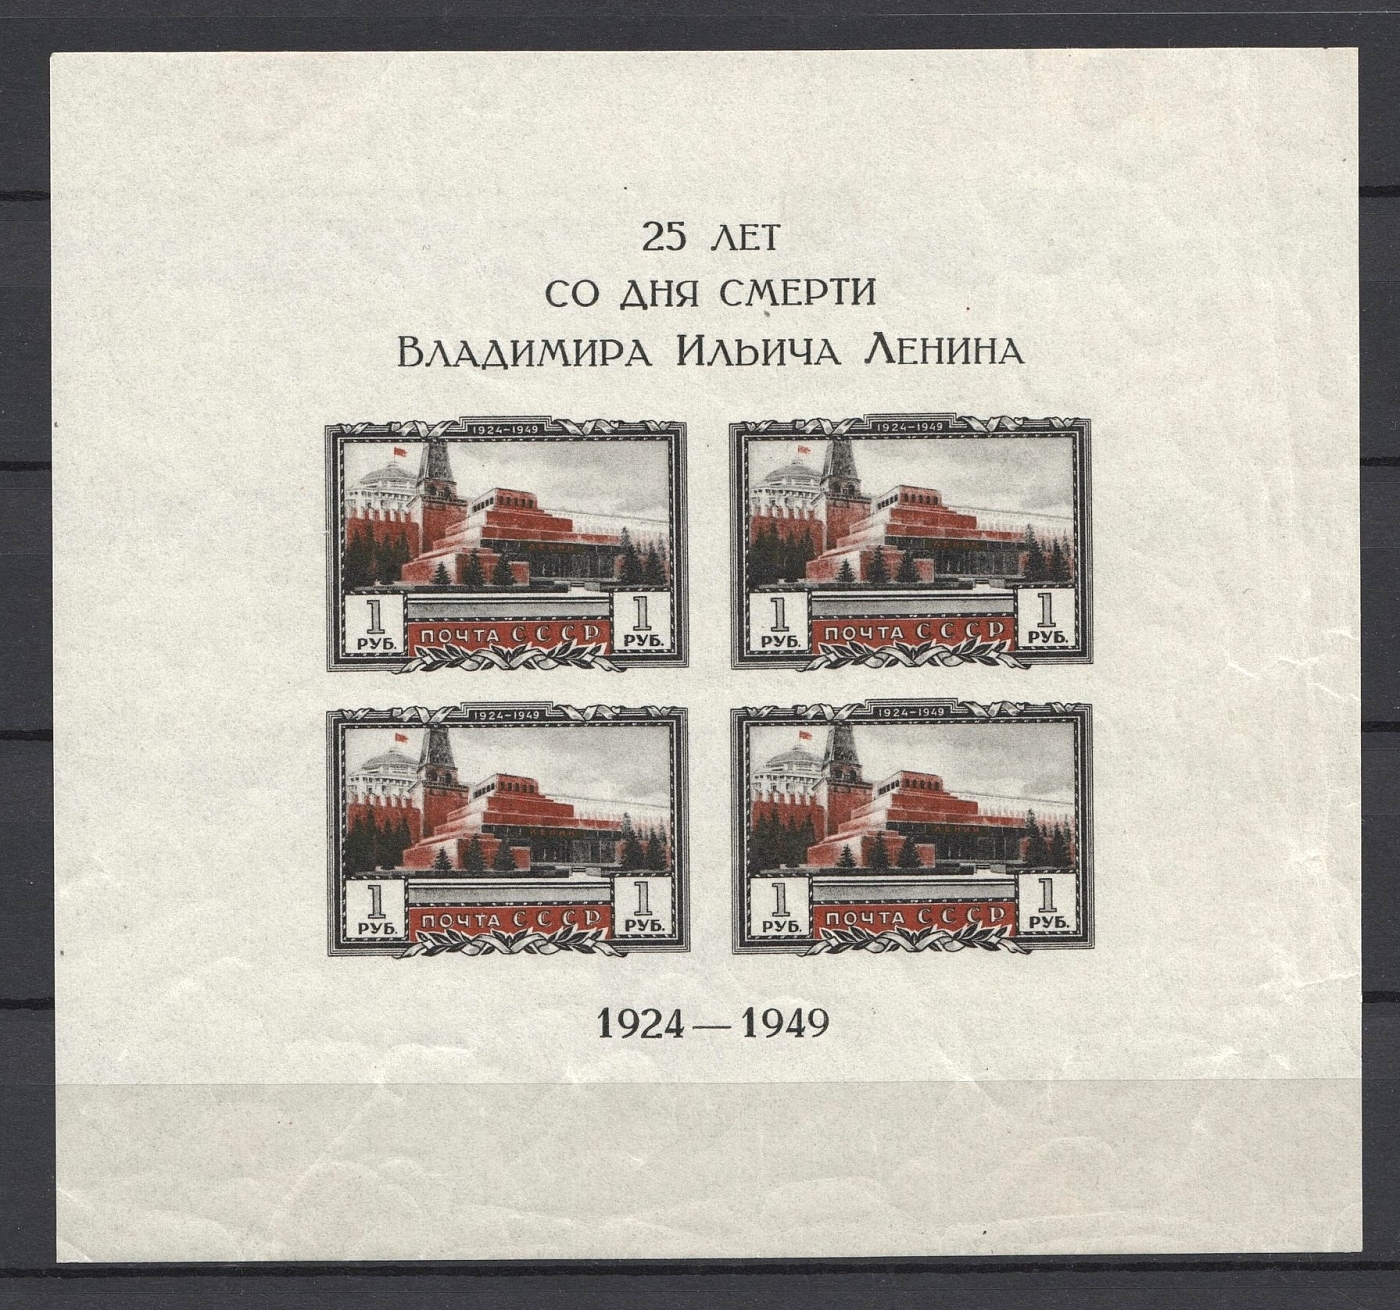 25 ЛЕТ
СО ДНЯ СМЕРТИ
ВЛАДИМИРА ИЛЬИЧА ЛЕНИНА
1924-1949
1 РУБ.
ПОЧТА СССР
1 РУБ.
1924-1949
1 РУБ.
ПОЧТА СССР
1 РУБ.
1924-1949
ЛЕНИН
1 РУБ.
ПОЧТА СССР
1 РУБ.
1924-1949
ЛЕНИН
1 РУБ.
ПОЧТА СССР
1 РУБ.
1924—1949